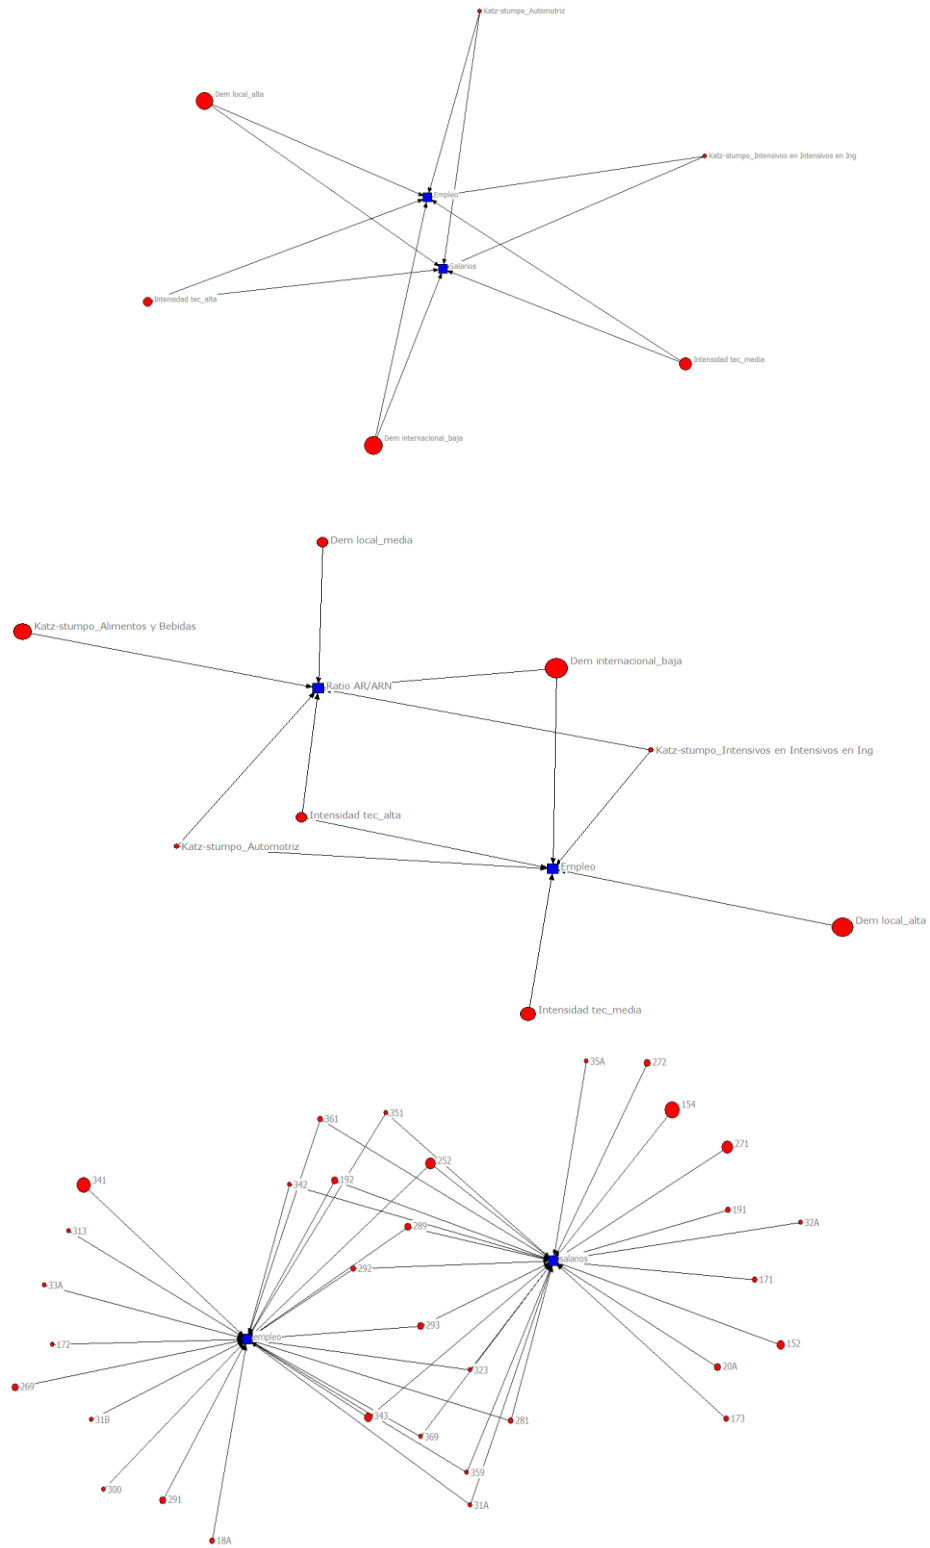 Katz-stumpo_Automotriz
Dem local_alta
Katz-stumpo_Intensivos en Intensivos en Ing
Empleo
Salarios
Intensidad tec_alta
Intensidad tec_media
Dem internacional_baja
Dem local_media
Katz-stumpo_Alimentos y Bebidas
Dem internacional_baja
Ratio AR/ARN
Katz-stumpo_Intensivos en Intensivos en Ing
Intensidad tec_alta
Katz-stumpo_Automotriz
Empleo
Dem local_alta
Intensidad tec_media
35A
272
154
351
361
271
252
192
342
341
191
32A
289
313
salarios
292
171
33A
293
empleo
172
152
20A
323
269
343
173
31B
281
369
359
300
291
31A
18A